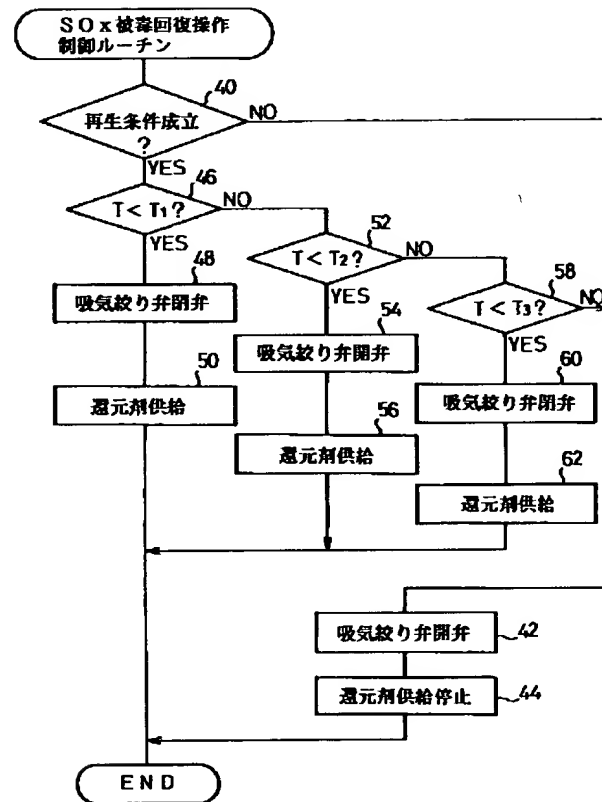 SOx被毒回復操作
制御ルーチン
40
再生条件成立
?
NO
YES
46
T<T1?
NO
YES
52
T<T2?
NO
YES
58
T<T3?
NO
YES
48
吸気絞り弁閉弁
54
吸気絞り弁開弁
60
吸気絞り弁閉弁
50
還元剤供給
56
還元剤供給
62
還元剤供給
吸気絞り弁開弁
42
還元剤供給停止
44
END